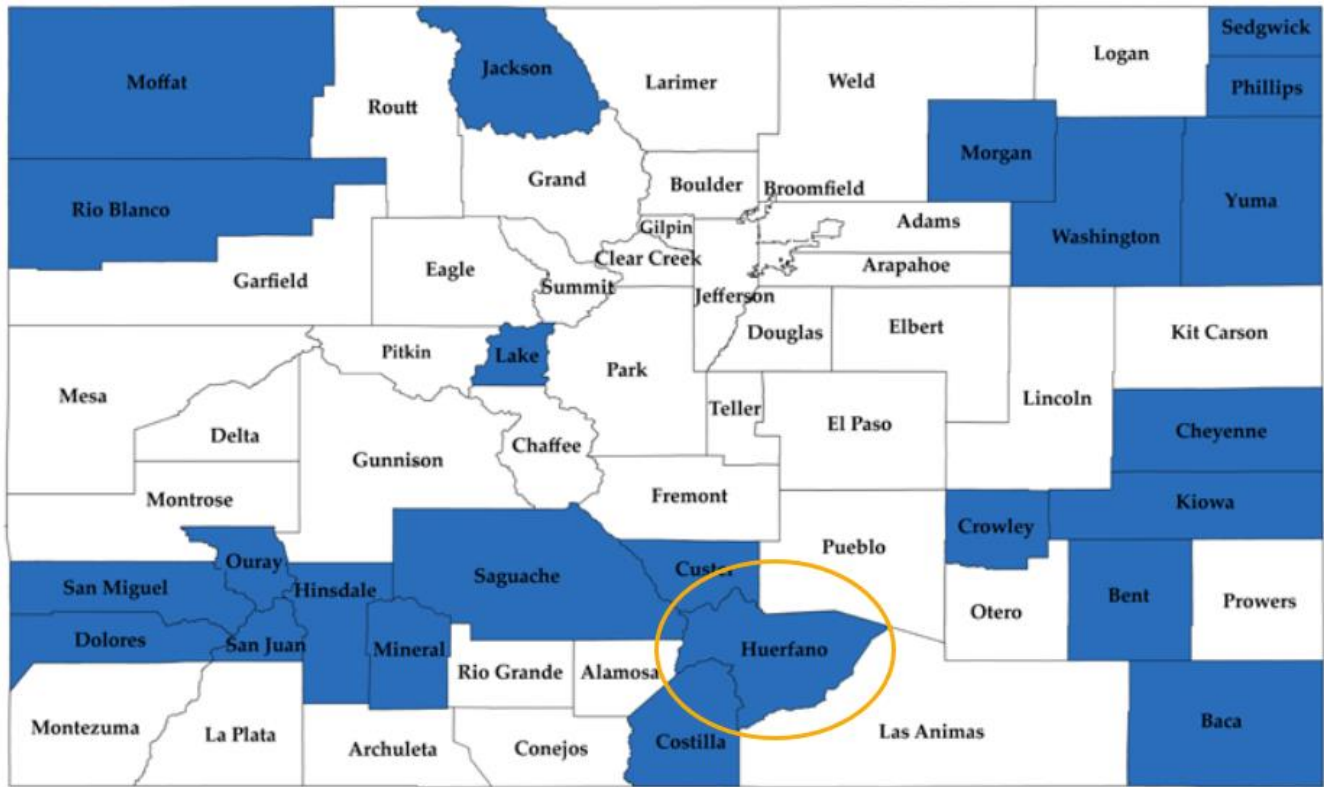 Sedgwick
Logan
Jackson
Moffat
Larimer
Weld
Phillips
Routt
Morgan
Grand
Boulder
Broomfield
Yuma
Rio Blanco
Gilpin
Adams
Washington
Clear Creek
Arapahoe
Eagle
Garfield
Summit
Jefferson
Elbert
Douglas
Kit Carson
Pitkin
Lake
Park
Mesa
Lincoln
Teller
El Paso
Delta
Cheyenne
Chaffee
Gunnison
Montrose
Fremont
Kiowa
Crowley
Pueblo
Ouray
Custer
Saguache
San Miguel
Hinsdale
Bent
Prowers
Otero
Dolores
San Juan
Mineral
Huerfano
Rio Grande
Alamosa
Baca
Montezuma
La Plata
Las Animas
Costilla
Archuleta
Conejos